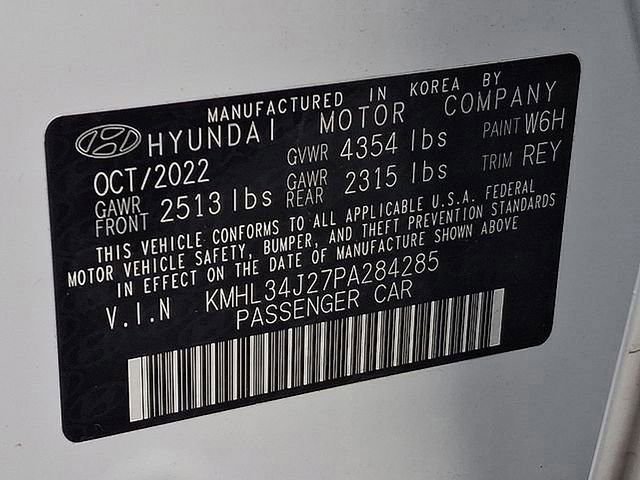 MANUFACTURED IN KOREA BY
HYUNDAI MOTOR COMPANY
OCT/2022 GVWR 4354 lbs PAINT W6H
GAWR FRONT 2513 lbs GAWR REAR 2315 lbs TRIM REY
THIS VEHICLE CONFORMS TO ALL APPLICABLE U.S.A. FEDERAL
MOTOR VEHICLE SAFETY, BUMPER, AND THEFT PREVENTION STANDARDS
IN EFFECT ON THE DATE OF MANUFACTURE SHOWN ABOVE
V.I.N KMHL34J27PA284285
PASSENGER CAR